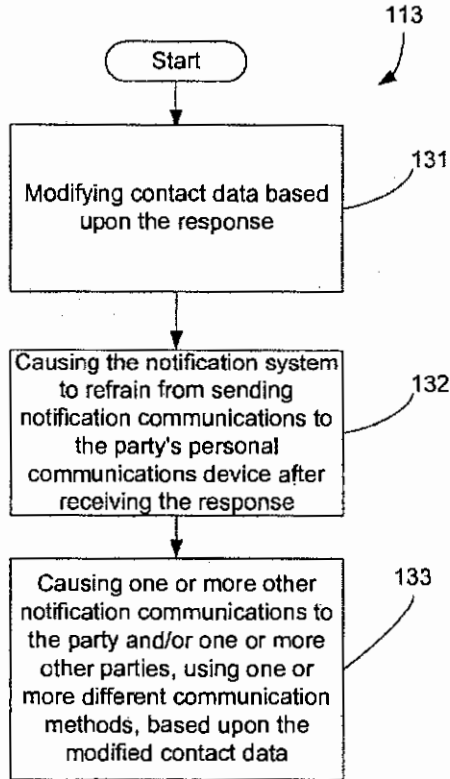 113
Start
131
Modifying contact data based
upon the response
Causing the notification system
to refrain from sending
notification communications to
the party's personal
communications device after
receiving the response
132
Causing one or more other
notification communications to
the party and/or one or more
other parties, using one or
more different communication
methods, based upon the
modified contact data
133